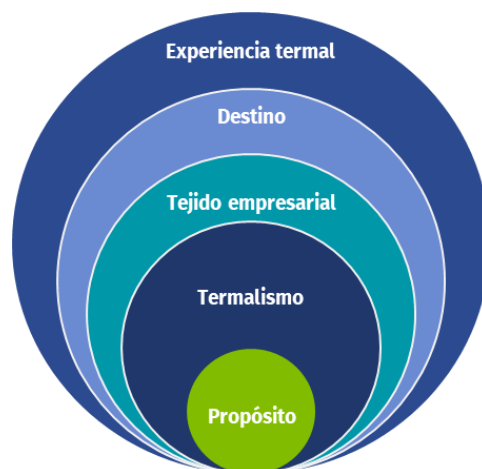 Experiencia termal
Destino
Tejido empresarial
Termalismo
Propósito